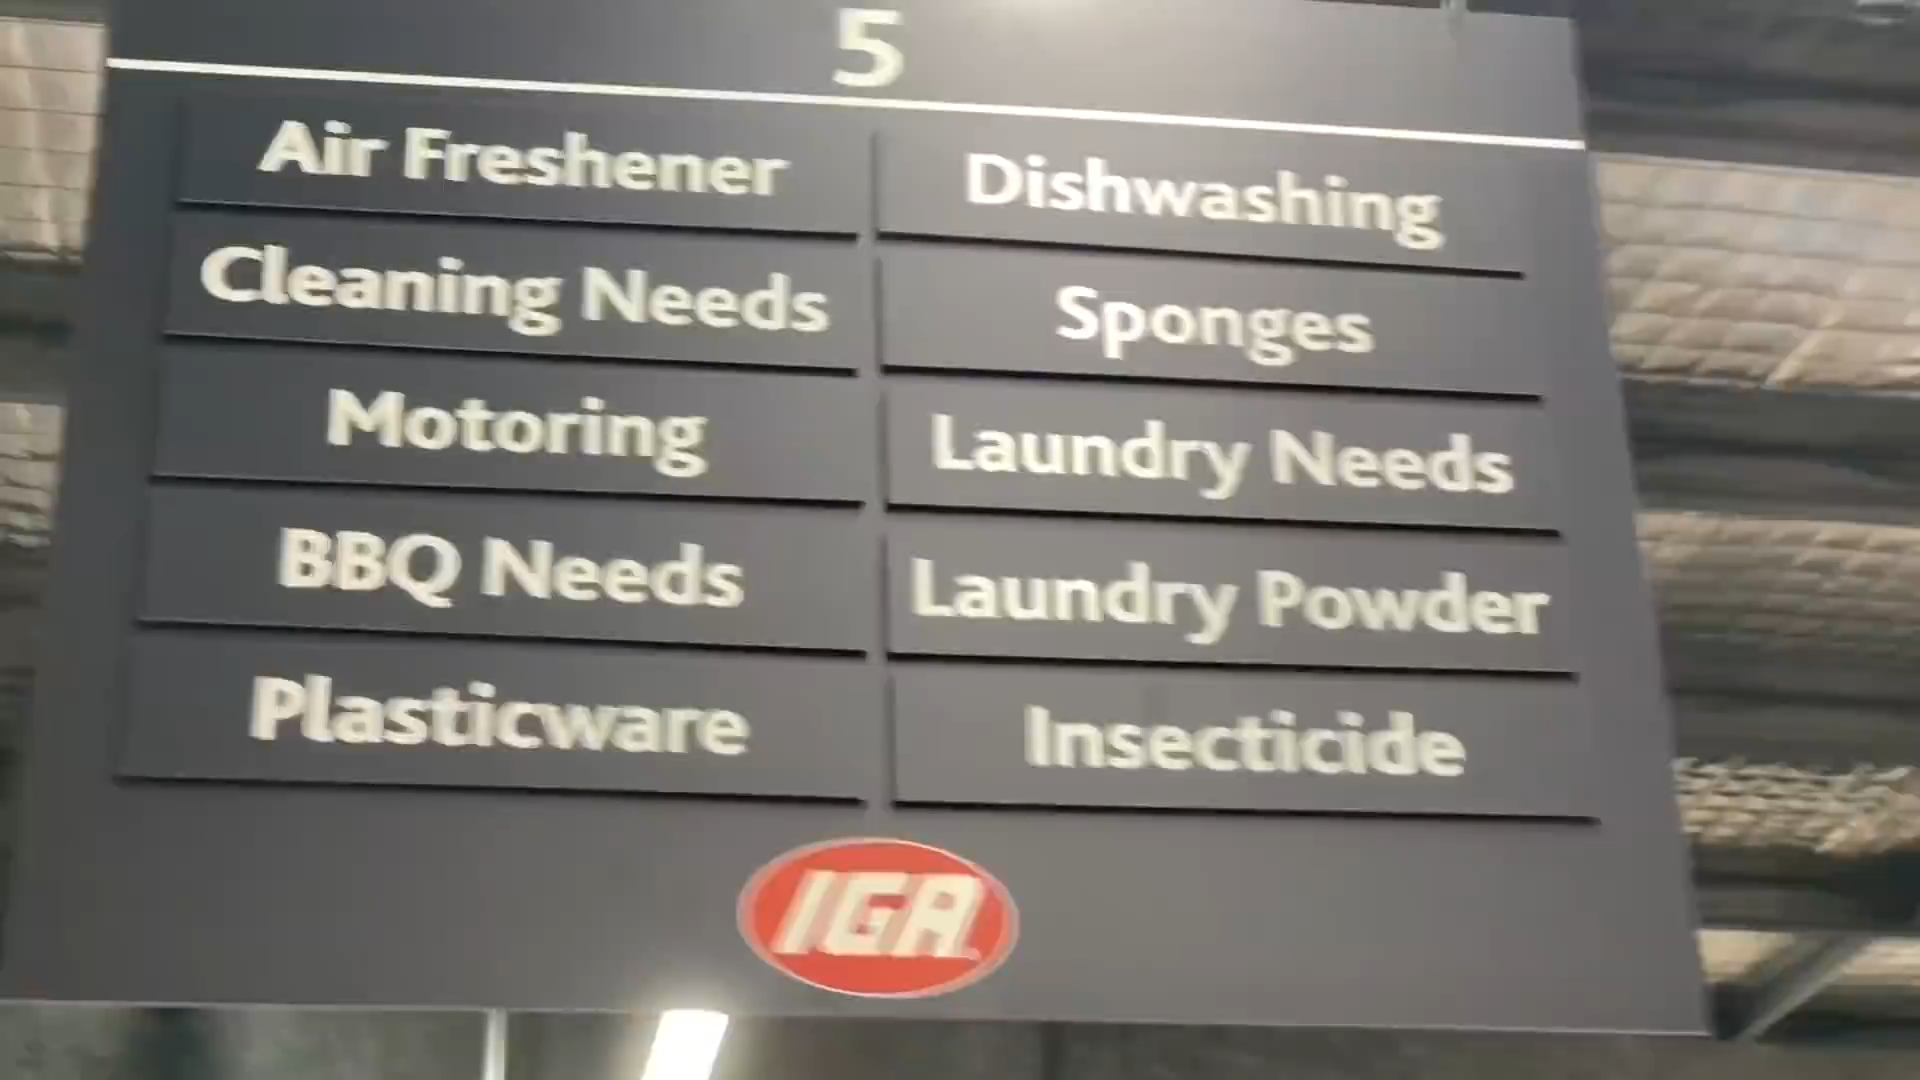 5
Air Freshener
Dishwashing
Cleaning Needs
Sponges
Motoring
Laundry Needs
BBQ Needs
Laundry Powder
Plasticware
Insecticide
IGA